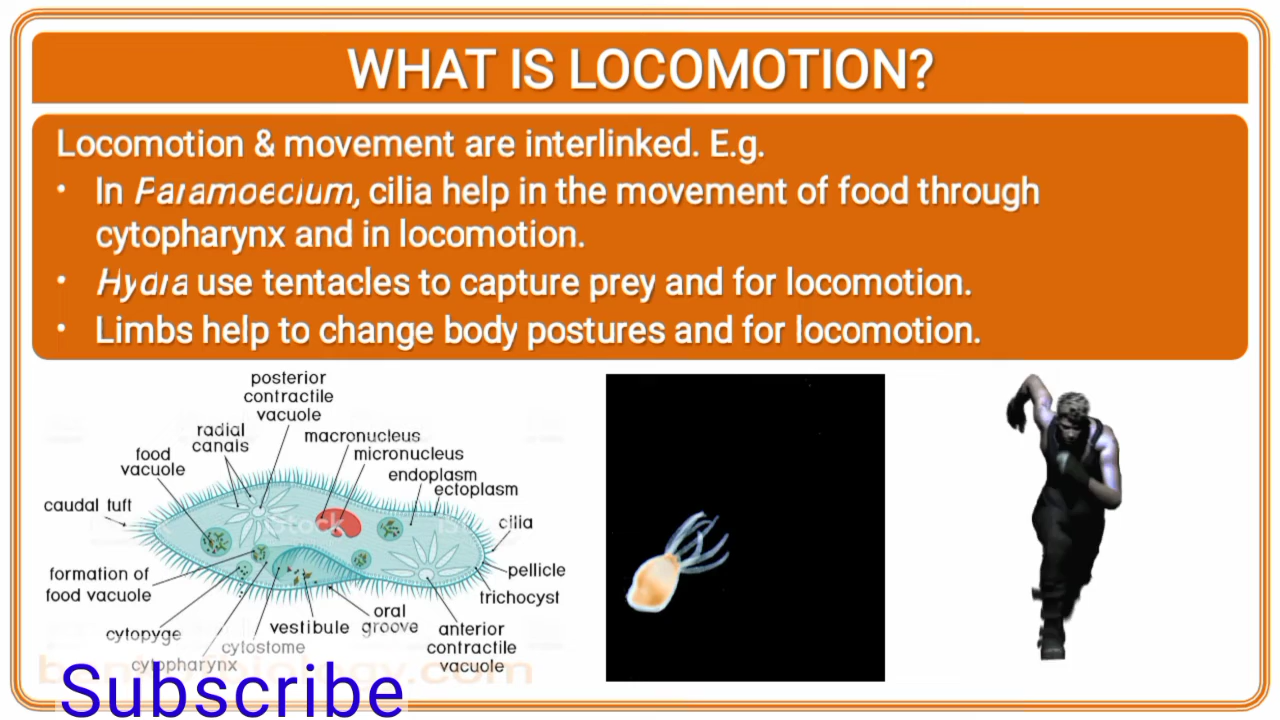 WHAT IS LOCOMOTION?
Locomotion & movement are interlinked. E.g.
• In Paramoecium, cilia help in the movement of food through
cytopharynx and in locomotion.
• Hydra use tentacles to capture prey and for locomotion.
• Limbs help to change body postures and for locomotion.
posterior
contractile
vacuole
radial
canals
macronucleus
micronucleus
food
vacuole
endoplasm
ectoplasm
caudal tuft
cilia
formation of
food vacuole
pellicle
trichocyst
cytopyge
vestibule
oral
groove
cytostome
cytopharynx
anterior
contractile
vacuole
Subscribe